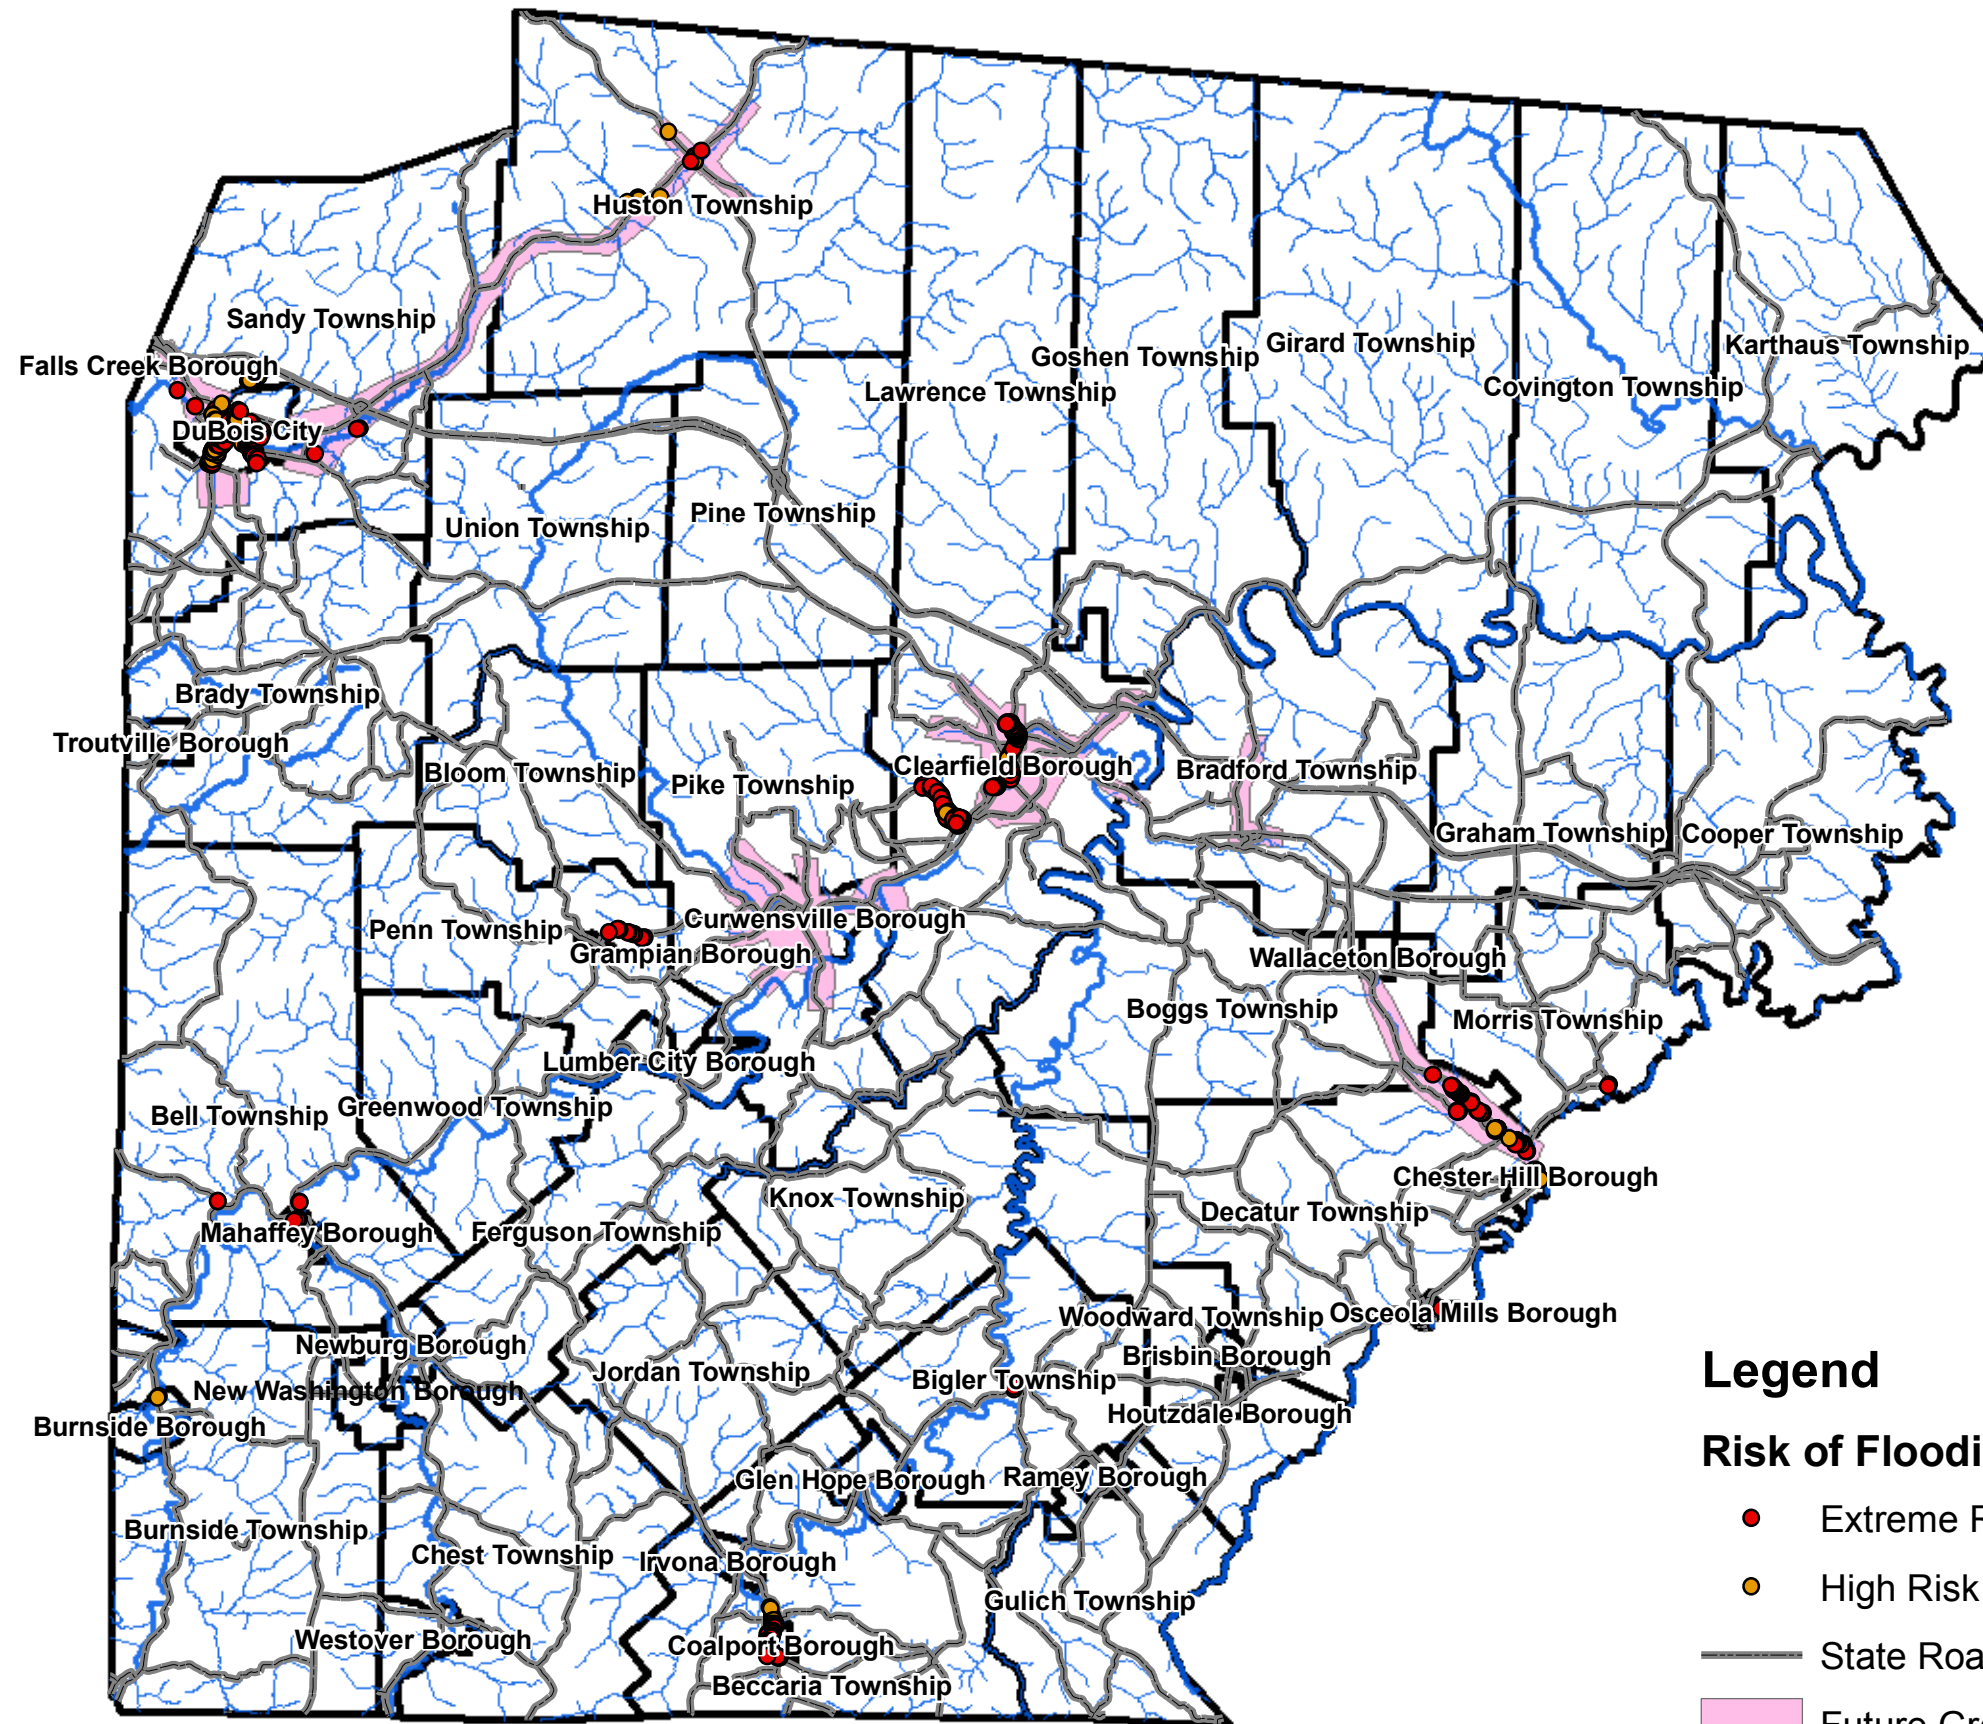 Huston Township
Sandy Township
Falls Creek Borough
DuBois City
Goshen Township
Girard Township
Karthaus Township
Lawrence Township
Covington Township
Union Township
Pine Township
Brady Township
Troutville Borough
Bloom Township
Pike Township
Clearfield Borough
Bradford Township
Graham Township
Cooper Township
Penn Township
Curwensville Borough
Grampian Borough
Wallaceton Borough
Boggs Township
Morris Township
Lumber City Borough
Bell Township
Greenwood Township
Chester Hill Borough
Knox Township
Decatur Township
Mahaffey Borough
Ferguson Township
Woodward Township
Osceola Mills Borough
Newburg Borough
Brisbin Borough
Jordan Township
Bigler Township
New Washington Borough
Houtzdale Borough
Burnside Borough
Glen Hope Borough
Ramey Borough
Burnside Township
Chest Township
Irvona Borough
Gulich Township
Westover Borough
Coalport Borough
Beccaria Township
Legend
Risk of Floodi
Extreme R
High Risk
State Roa
Future Gr